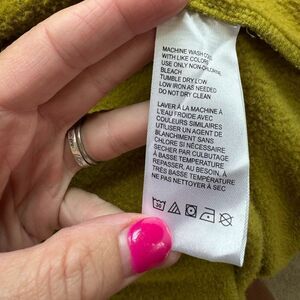 MACHINE WASH COLD
WITH LIKE COLORS
USE ONLY NON-CHLORINE
BLEACH
TUMBLE DRY LOW
LOW IRON AS NEEDED
DO NOT DRY CLEAN
LAVER À LA MACHINE À
L'EAU FROIDE AVEC
COULEURS SIMILAIRES
UTILISER UN AGENT DE
BLANCHIMENT SANS
CHLORE SI NÉCESSAIRE
SÉCHER PAR CULBUTAGE
À BASSE TEMPÉRATURE
REPASSER, AU BESOIN, À
TRÈS BASSE TEMPÉRATURE
NE PAS NETTOYER À SEC
30